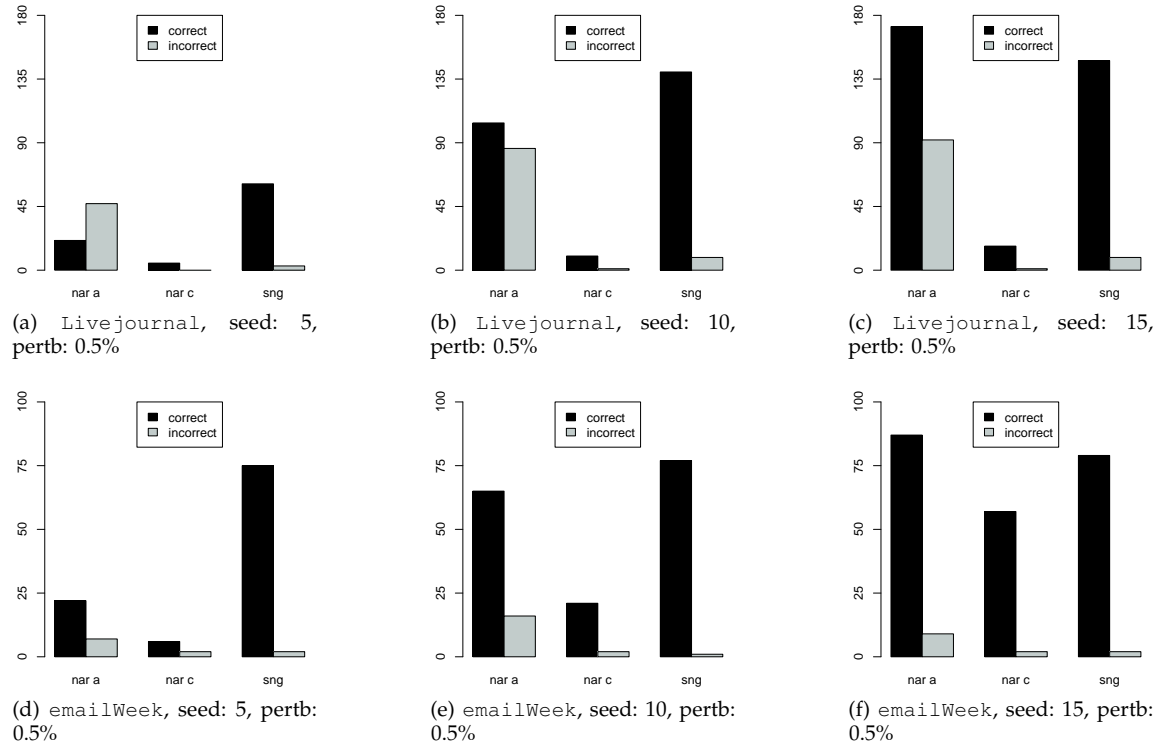 0 45 90 135 180
correct
incorrect
nar a nar c sng
(a) Livejournal, seed: 5,
pertb: 0.5%
0 45 90 135 180
correct
incorrect
nar a nar c sng
(b) Livejournal, seed: 10,
pertb: 0.5%
0 45 90 135 180
correct
incorrect
nar a nar c sng
(c) Livejournal, seed: 15,
pertb: 0.5%
0 25 50 75 100
correct
incorrect
nar a nar c sng
(d) emailWeek, seed: 5, pertb:
0.5%
0 25 50 75 100
correct
incorrect
nar a nar c sng
(e) emailWeek, seed: 10, pertb:
0.5%
0 25 50 75 100
correct
incorrect
nar a nar c sng
(f) emailWeek, seed: 15, pertb:
0.5%